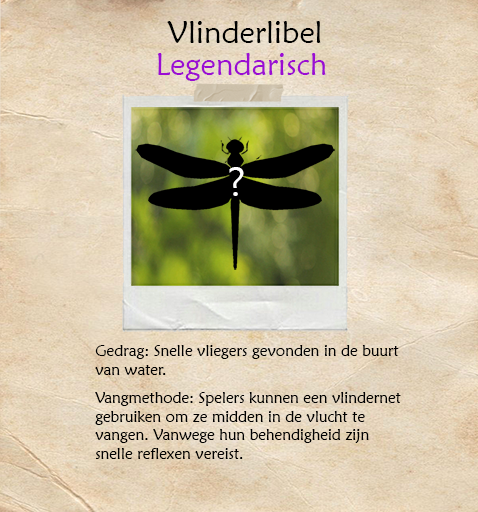 Vlinderlibel
Legendarisch
?
Gedrag: Snelle vliegers gevonden in de buurt
van water.
Vangmethode: Spelers kunnen een vlindernet
gebruiken om ze midden in de vlucht te
vangen. Vanwege hun behendigheid zijn
snelle reflexen vereist.